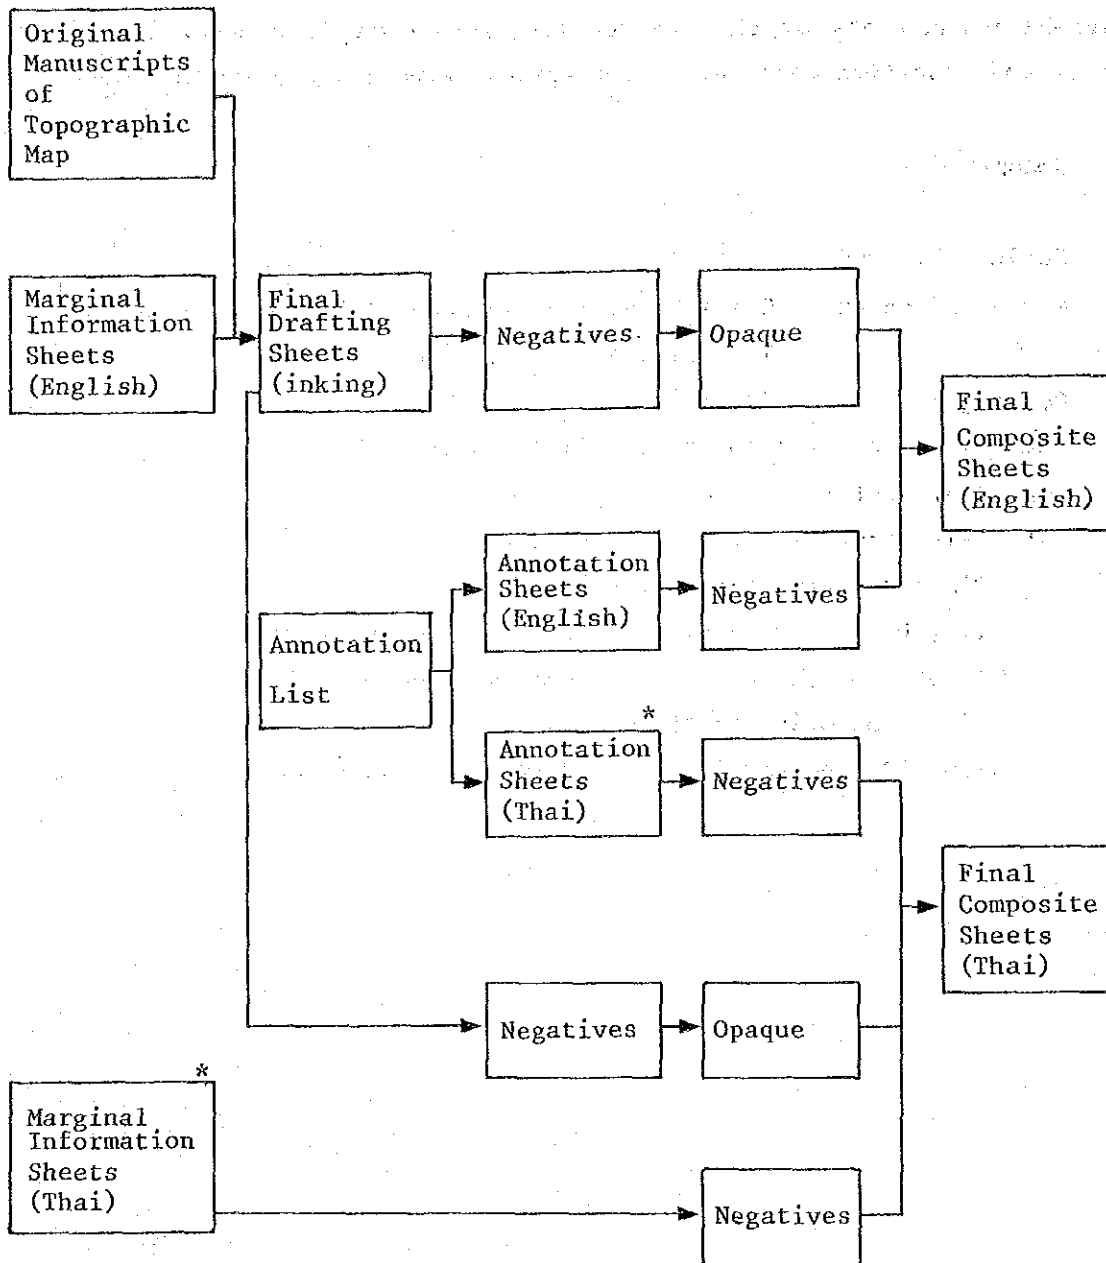 Original
Manuscripts
of
Topographic
Map
Marginal
Information
Sheets
(English)
Final
Drafting
Sheets
(inking)
Negatives
Opaque
Final
Composite
Sheets
(English)
Annotation
List
Annotation
Sheets
(English)
Negatives
*
Annotation
Sheets
(Thai)
Negatives
Final
Composite
Sheets
(Thai)
Negatives
Opaque
*
Marginal
Information
Sheets
(Thai)
Negatives